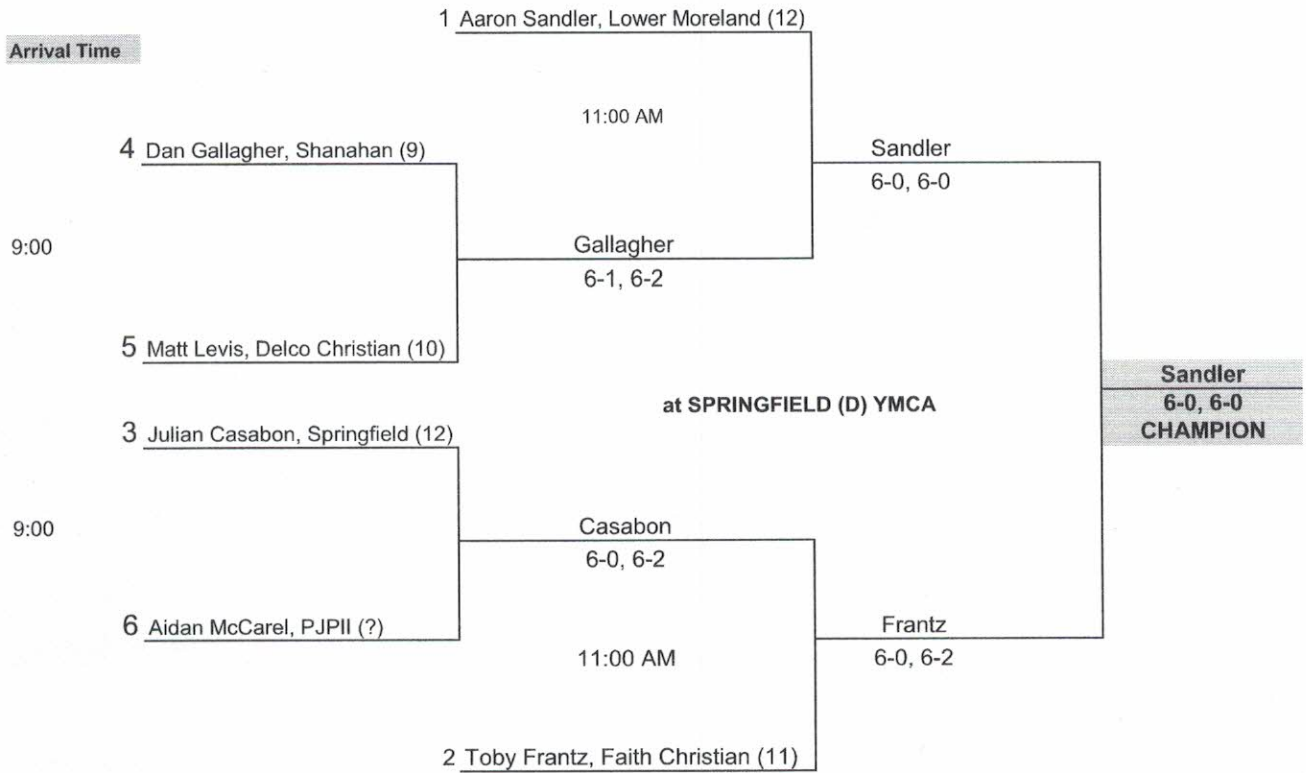 1 Aaron Sandler, Lower Moreland (12)
Arrival Time
11:00 AM
4 Dan Gallagher, Shanahan (9)
Sandler
6-0, 6-0
9:00
Gallagher
6-1, 6-2
5 Matt Levis, Delco Christian (10)
Sandler
6-0, 6-0
CHAMPION
at SPRINGFIELD (D) YMCA
3 Julian Casabon, Springfield (12)
9:00
Casabon
6-0, 6-2
6 Aidan McCarel, PJPII (?)
Frantz
6-0, 6-2
11:00 AM
2 Toby Frantz, Faith Christian (11)